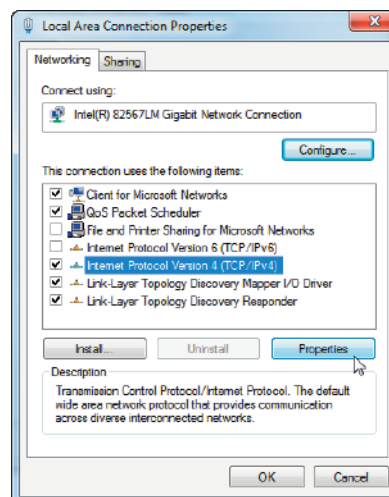 Local Area Connection Properties
Networking
Sharing
Connect using:
Intel(R) 82567LM Gigabit Network Connection
Configure...
This connection uses the following items:
Client for Microsoft Networks
QoS Packet Scheduler
File and Printer Sharing for Microsoft Networks
Internet Protocol Version 6 (TCP/IPv6)
Internet Protocol Version 4 (TCP/IPv4)
Link-Layer Topology Discovery Mapper I/O Driver
Link-Layer Topology Discovery Responder
Install...
Uninstall
Properties
Description
Transmission Control Protocol/Internet Protocol. The default
wide area network protocol that provides communication
across diverse interconnected networks.
OK
Cancel